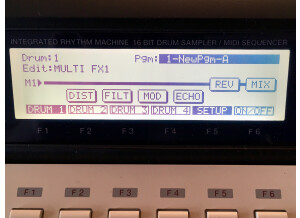 INTEGRATED RHYTHM MACHINE 16 BIT DRUM SAMPLER / MIDI SEQUENCER
Drum:1 Pgm: 1-NewPgm-A
Edit:MULTI FX1
M1 REV MIX
DIST FILT MOD ECHO
DRUM 1 DRUM 2 DRUM 3 DRUM 4 SETUP ON/OFF
F1 F2 F3 F4 F5 F6
F1 F2 F3 F4 F5 F6